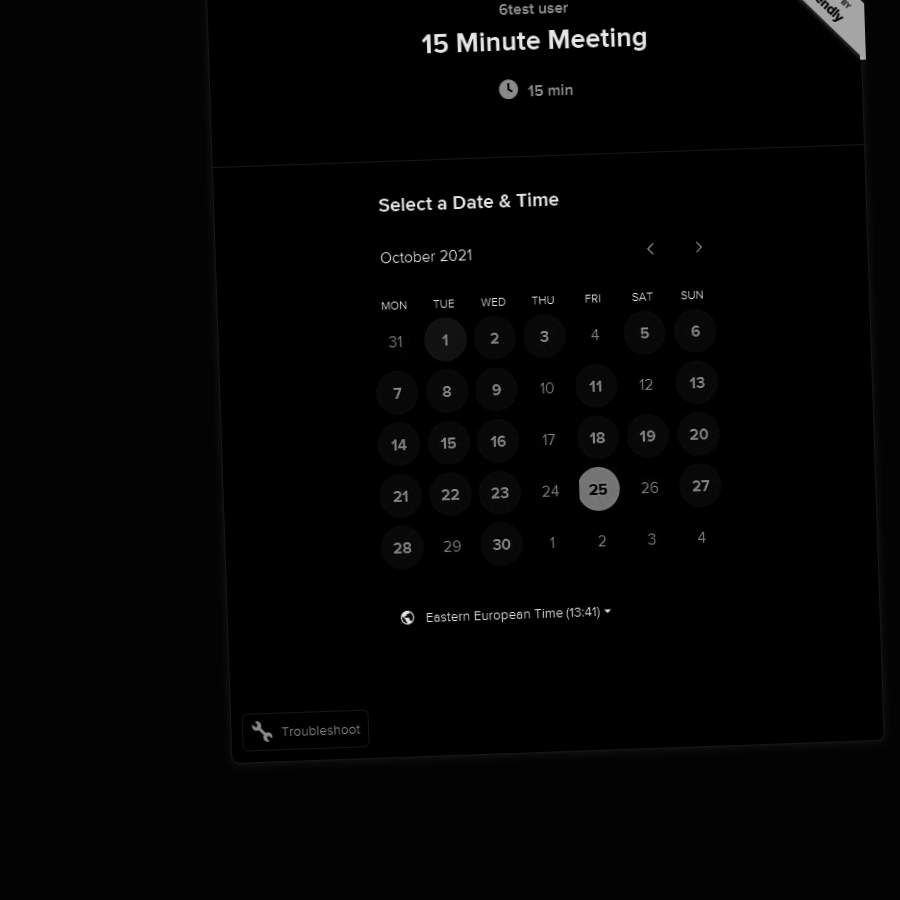 6test user
15 Minute Meeting
15 min
BY
endly
Select a Date & Time
October 2021
MON TUE WED THU FRI SAT SUN
31 1 2 3 4 5 6
7 8 9 10 11 12 13
14 15 16 17 18 19 20
21 22 23 24 25 26 27
28 29 30 1 2 3 4
Eastern European Time (13:41)
Troubleshoot